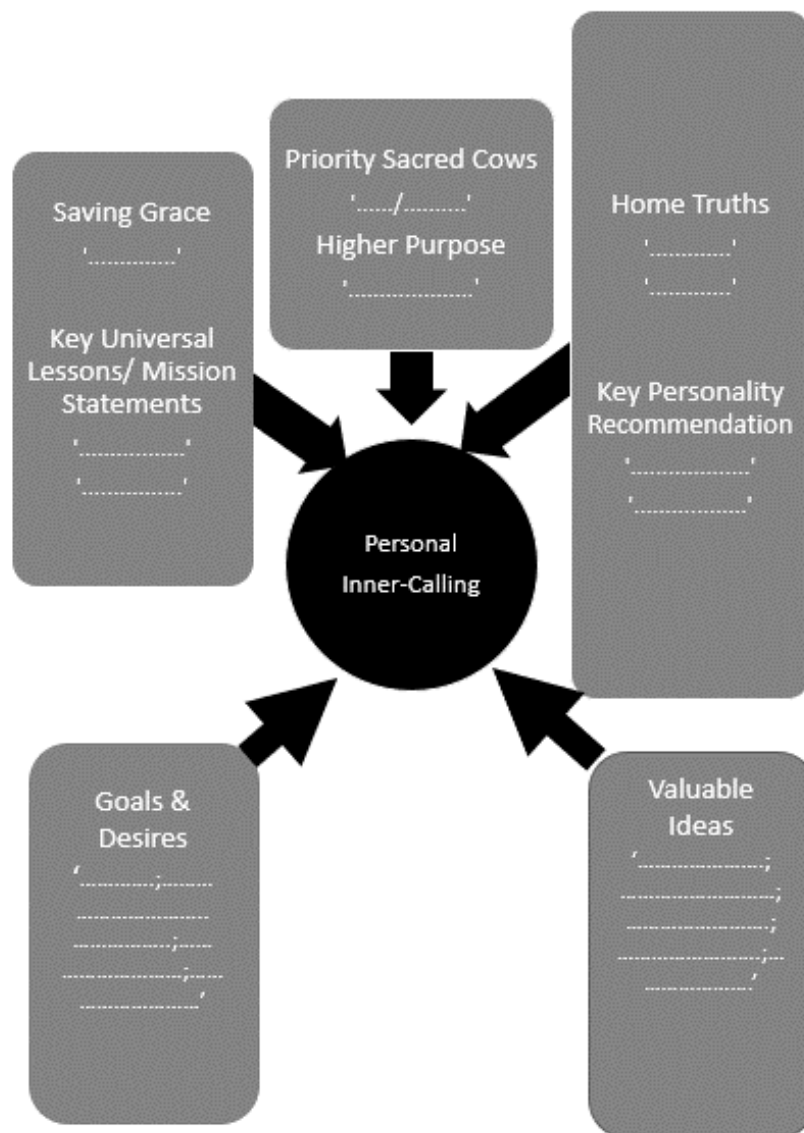 Priority Sacred Cows
'....../..........'
Higher Purpose
'....................'
Saving Grace
'..............'
Key Universal
Lessons/ Mission
Statements
'.................'
'................'
Home Truths
'.............'
'.............'
Key Personality
Recommendation
'...................'
'..................'
Personal
Inner-Calling
Goals &
Desires
‘............;........
.....................
................;......
...................;......
...................’
Valuable
Ideas
‘....................;
.........................;
.......................;
.......................;....
.................’